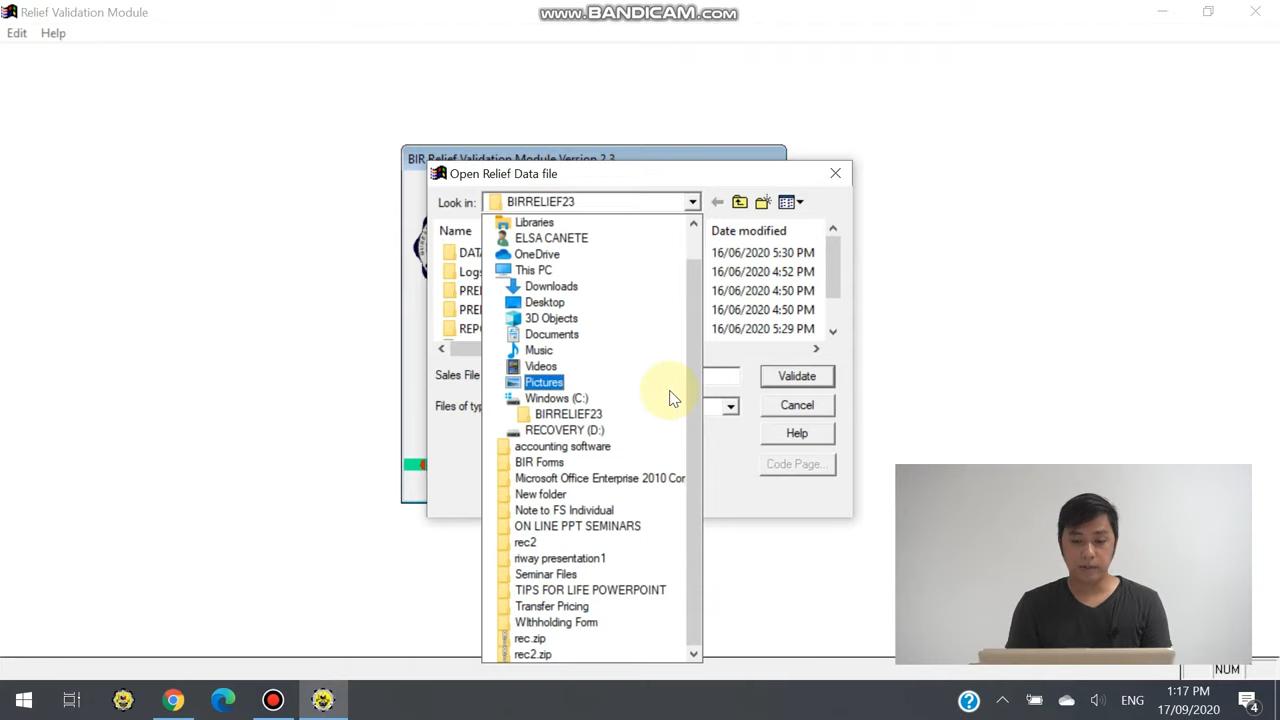 Relief Validation Module
www.BANDICAM.com
Edit Help
BIR Relief Validation Module Version 2.3
Open Relief Data file
Look in: BIRRELIEF23
Name
Date modified
Libraries
ELSA CANETE
OneDrive
This PC
Downloads
Desktop
3D Objects
Documents
Music
Videos
Pictures
Windows (C:)
BIRRELIEF23
RECOVERY (D:)
accounting software
BIR Forms
Microsoft Office Enterprise 2010 Cor
New folder
Note to FS Individual
ON LINE PPT SEMINARS
rec2
riway presentation1
Seminar Files
TIPS FOR LIFE POWERPOINT
Transfer Pricing
WIthholding Form
rec.zip
rec2.zip
DATA
Logs
PRE
PRE
REP
16/06/2020 5:30 PM
16/06/2020 4:52 PM
16/06/2020 4:50 PM
16/06/2020 4:50 PM
16/06/2020 5:29 PM
Sales File
Files of typ
Validate
Cancel
Help
Code Page...
NUM
ENG
1:17 PM
17/09/2020
4